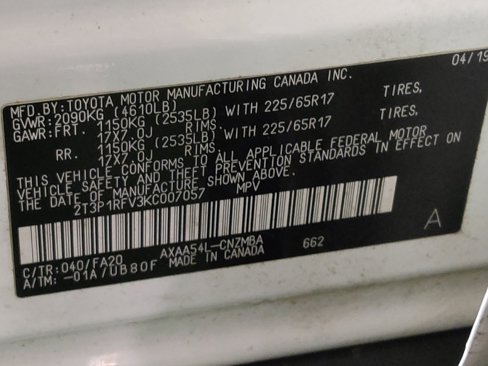 MFD.BY:TOYOTA MOTOR MANUFACTURING CANADA INC. 04/19
GVWR:2090KG (4610LB)
GAWR:FRT. 1150KG (2535LB) WITH 225/65R17 TIRES,
17X7.0J RIMS,
RR. 1150KG (2535LB) WITH 225/65R17 TIRES,
17X7.0J RIMS
THIS VEHICLE CONFORMS TO ALL APPLICABLE FEDERAL MOTOR
VEHICLE SAFETY AND THEFT PREVENTION STANDARDS IN EFFECT
ON THE DATE OF MANUFACTURE SHOWN ABOVE.
2T3P1RFV3KC007057 MPV
A
C/TR:040/FA20 AXAA54L-CNZMBA 662
A/TM:-01A/UB80F MADE IN CANADA